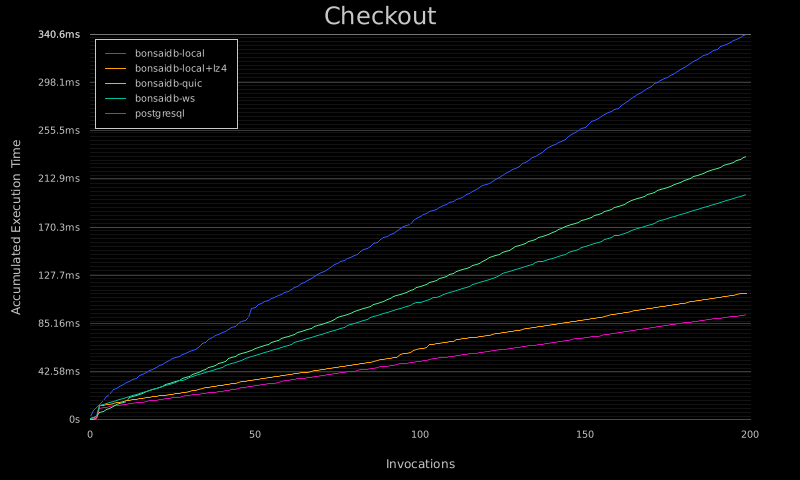 Checkout
340.6ms
298.1ms
255.5ms
212.9ms
170.3ms
127.7ms
85.16ms
42.58ms
0s
Accumulated Execution Time
bonsaidb-local
bonsaidb-local+lz4
bonsaidb-quic
bonsaidb-ws
postgresql
0
50
100
150
200
Invocations